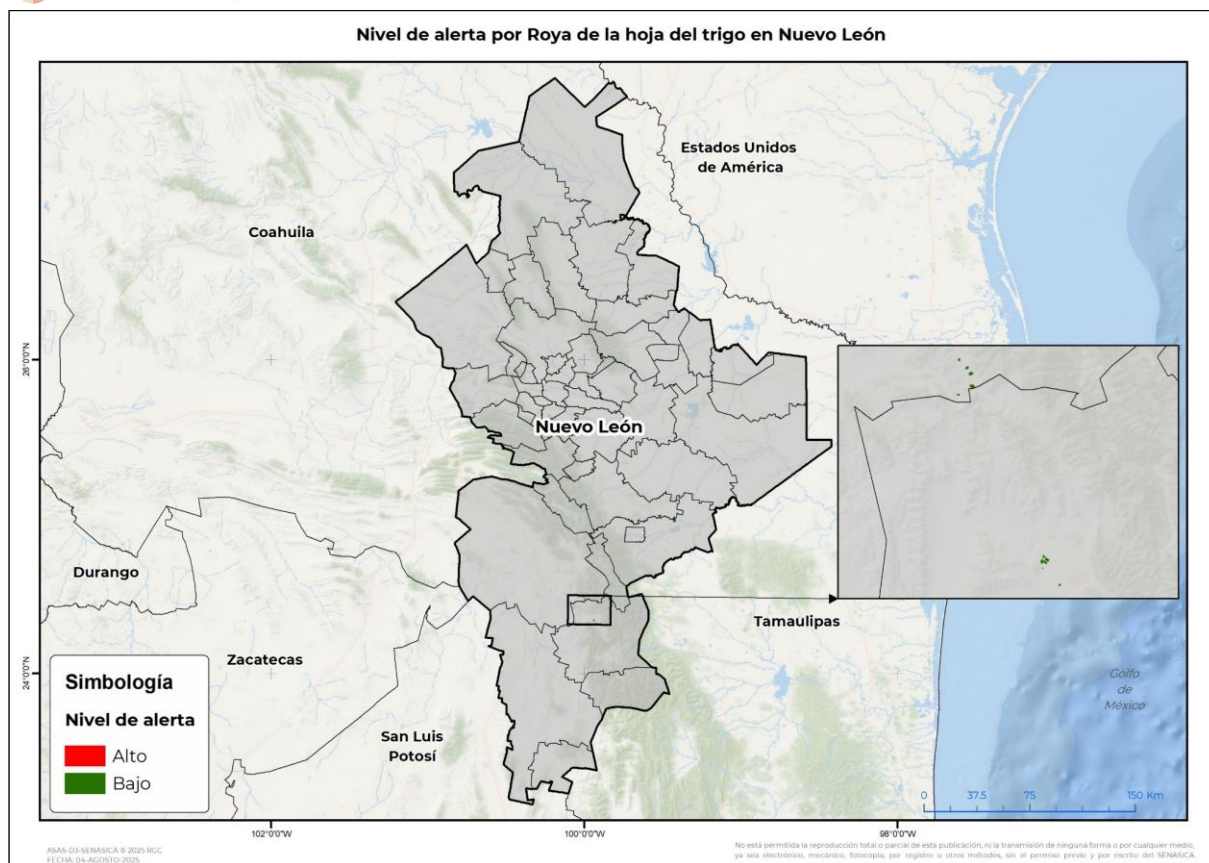 Nivel de alerta por Roya de la hoja del trigo en Nuevo León
Estados Unidos
de América
Coahuila
26°0'0"N
Nuevo León
Durango
Tamaulipas
Zacatecas
24°0'0"N
Golfo
de
México
San Luis
Potosí
Simbología
Nivel de alerta
Alto
Bajo
0 37.5 75 150 Km
102°0'0"W 100°0'0"W 98°0'0"W
ASAS-DJ-SENASICA ® 2025 RGC
FECHA: 04-AGOSTO-2025
No está permitida la reproducción total o parcial de esta publicación, ni la transmisión de ninguna forma o por cualquier medio,
ya sea electrónico, mecánico, fotocopia, por registro u otros métodos, sin el permiso previo y por escrito del SENASICA.